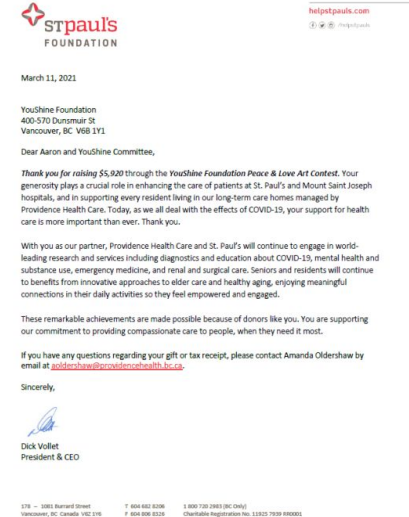 STPAUL'S
FOUNDATION
helpstpauls.com
/helpstpauls
March 11, 2021
YouShine Foundation
400-570 Dunsmuir St
Vancouver, BC V6B 1Y1
Dear Aaron and YouShine Committee,
Thank you for raising $5,920 through the YouShine Foundation Peace & Love Art Contest. Your
generosity plays a crucial role in enhancing the care of patients at St. Paul's and Mount Saint Joseph
hospitals, and in supporting every resident living in our long-term care homes managed by
Providence Health Care. Today, as we all deal with the effects of COVID-19, your support for health
care is more important than ever. Thank you.
With you as our partner, Providence Health Care and St. Paul's will continue to engage in world-
leading research and services including diagnostics and education about COVID-19, mental health and
substance use, emergency medicine, and renal and surgical care. Seniors and residents will continue
to benefits from innovative approaches to elder care and healthy aging, enjoying meaningful
connections in their daily activities so they feel empowered and engaged.
These remarkable achievements are made possible because of donors like you. You are supporting
our commitment to providing compassionate care to people, when they need it most.
If you have any questions regarding your gift or tax receipt, please contact Amanda Oldershaw by
email at aoldershaw@providencehealth.bc.ca.
Sincerely,
Dick Vollet
President & CEO
178 – 1081 Burrard Street T 604 682 8206 1 800 720 2983 (BC Only)
Vancouver, BC Canada V6Z 1Y6 F 604 806 8326 Charitable Registration No. 11925 7939 RR0001